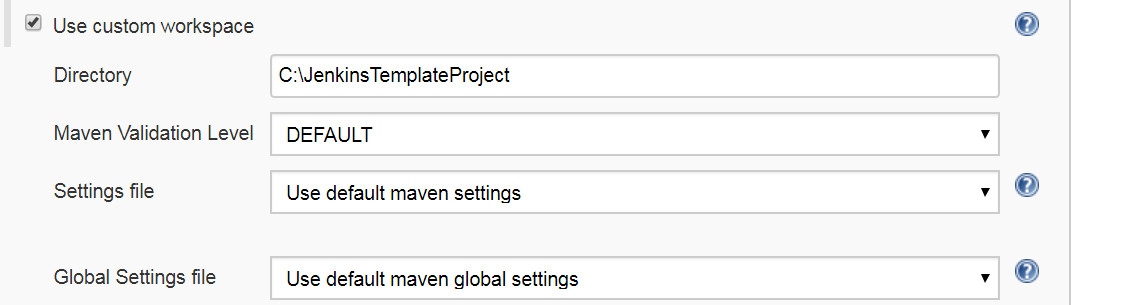 Use custom workspace
Directory C:\JenkinsTemplateProject
Maven Validation Level DEFAULT
Settings file Use default maven settings
Global Settings file Use default maven global settings